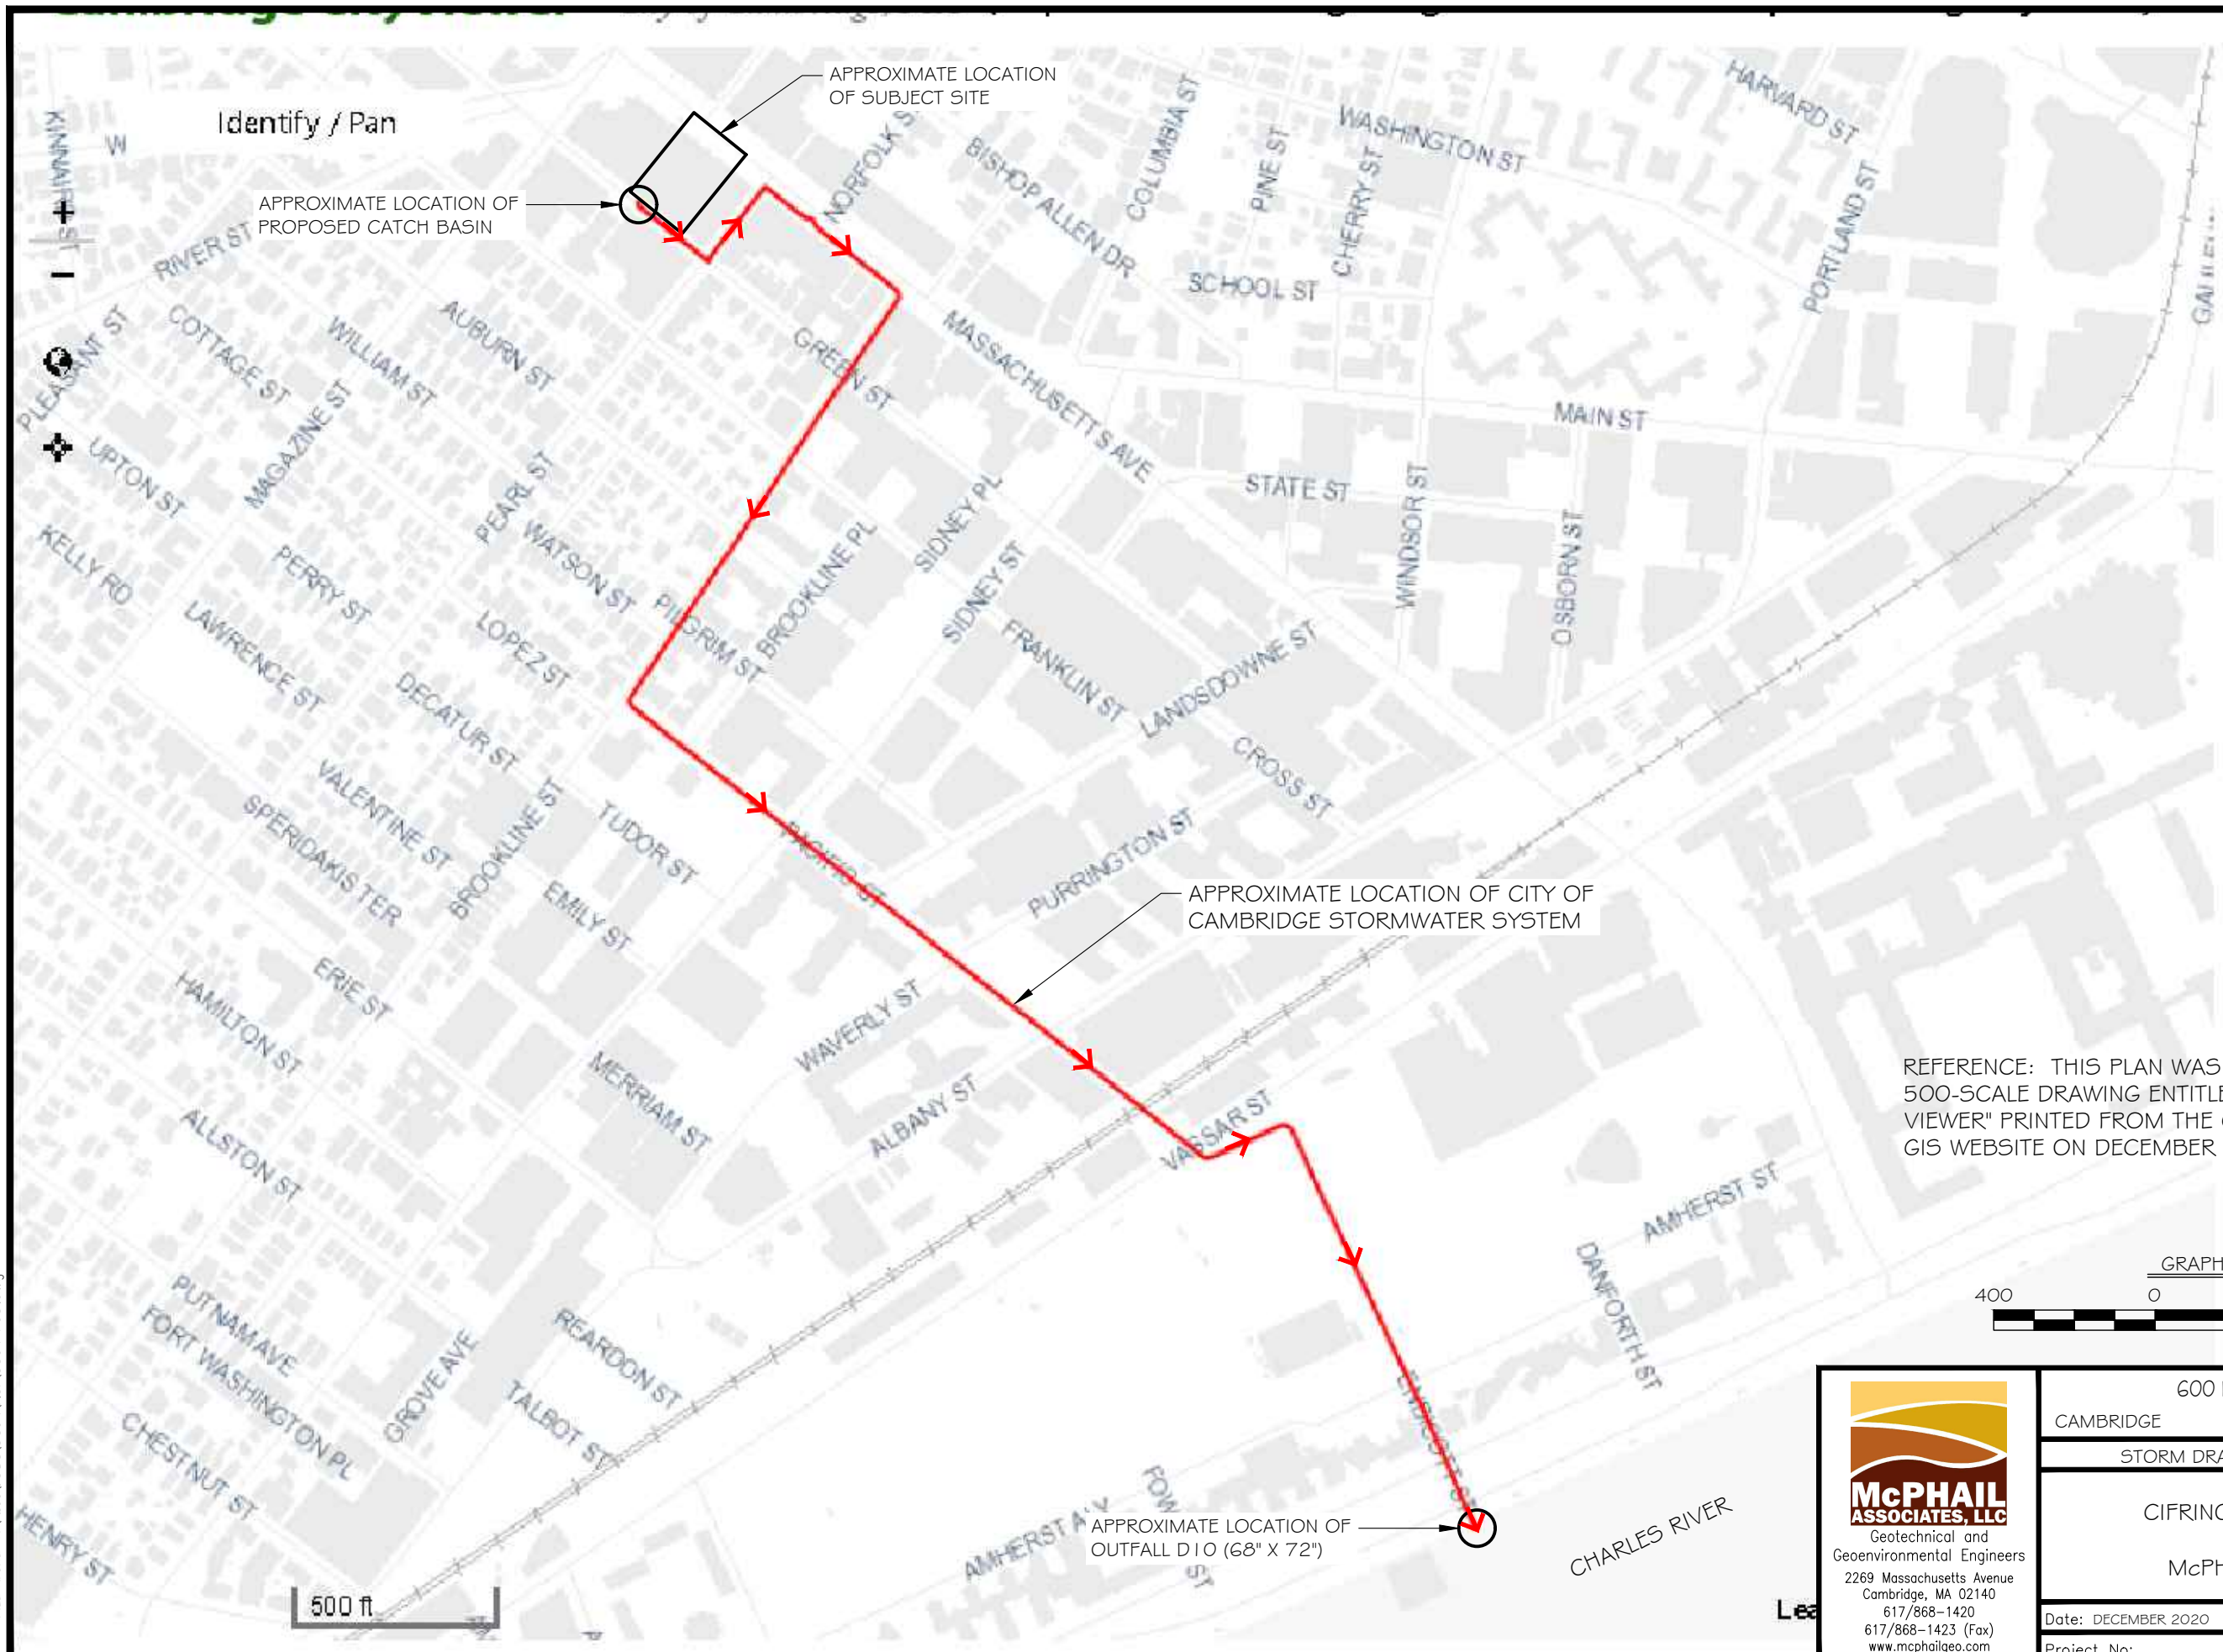 Identify / Pan
APPROXIMATE LOCATION
OF SUBJECT SITE
APPROXIMATE LOCATION OF
PROPOSED CATCH BASIN
W
RIVER ST
PLEASANT ST
COTTAGE ST
WILLIAM ST
AUBURN ST
UPTON ST
MAGAZINE ST
KELLY RD
PERRY ST
PEARL ST
WATSON ST
LAWRENCE ST
LOPEZ ST
DECATUR ST
PILGRIM ST
BROOKLINE PL
SIDNEY PL
SIDNEY ST
GREEN ST
NORFOLK
BISHOP ALLEN DR
COLUMBIA ST
PINE ST
CHERRY ST
WASHINGTON ST
HARVARD ST
PORTLAND ST
SCHOOL ST
MASSACHUSETTS AVE
MAIN ST
STATE ST
WINDSOR ST
OSBORN ST
FRANKLIN ST
LANDSDOWNE ST
CROSS ST
PURRINGTON ST
PACIFIC ST
VALENTINE ST
SPERIDAKIS TER
BROOKLINE ST
TUDOR ST
EMILY ST
ERIE ST
HAMILTON ST
ALLSTON ST
MERRIAM ST
WAVERLY ST
ALBANY ST
VASSAR ST
APPROXIMATE LOCATION OF CITY OF
CAMBRIDGE STORMWATER SYSTEM
PUTNAM AVE
FORT WASHINGTON PL
CHESTNUT ST
HENRY ST
GROVE AVE
REARDON ST
TALBOT ST
AMHERST ST
DANFORTH ST
AMHERST
APPROXIMATE LOCATION OF
OUTFALL D10 (68" X 72")
CHARLES RIVER
500 ft
REFERENCE: THIS PLAN WAS
500-SCALE DRAWING
VIEWER" PRINTED FROM THE
GIS WEBSITE ON DECEMBER
400 0
McPHAIL
ASSOCIATES, LLC
Geotechnical and
Geoenvironmental Engineers
2269 Massachusetts Avenue
Cambridge, MA 02140
617/868-1420
617/868-1423 (Fax)
www.mcphailgeo.com
600
CAMBRIDGE
STORM
Date: DECEMBER 2020
Project No: